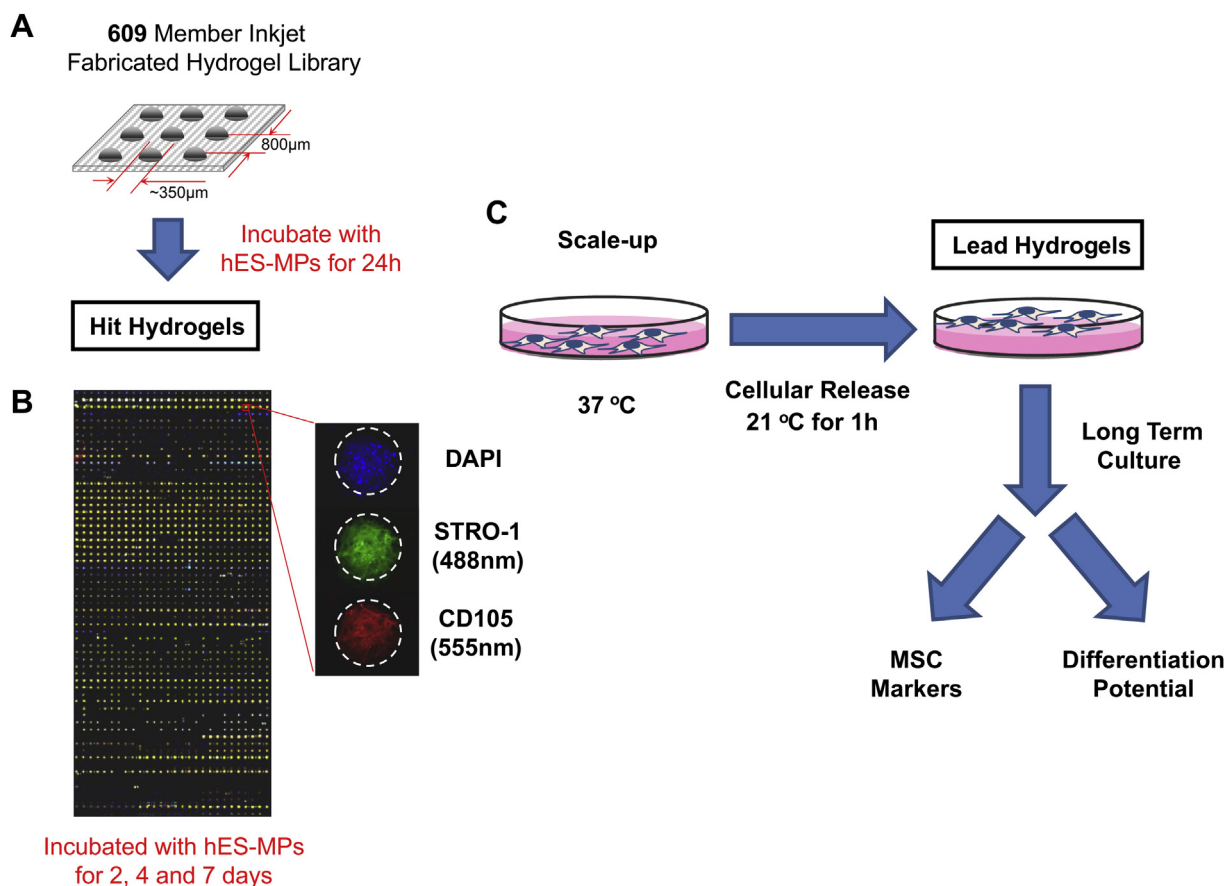 A
609 Member Inkjet
Fabricated Hydrogel Library
800µm
~350µm
Incubate with
hES-MPs for 24h
Hit Hydrogels
B
DAPI
STRO-1
(488nm)
CD105
(555nm)
Incubated with hES-MPs
for 2, 4 and 7 days
C
Scale-up
Lead Hydrogels
37 ºC
Cellular Release
21 ºC for 1h
Long Term
Culture
MSC
Markers
Differentiation
Potential